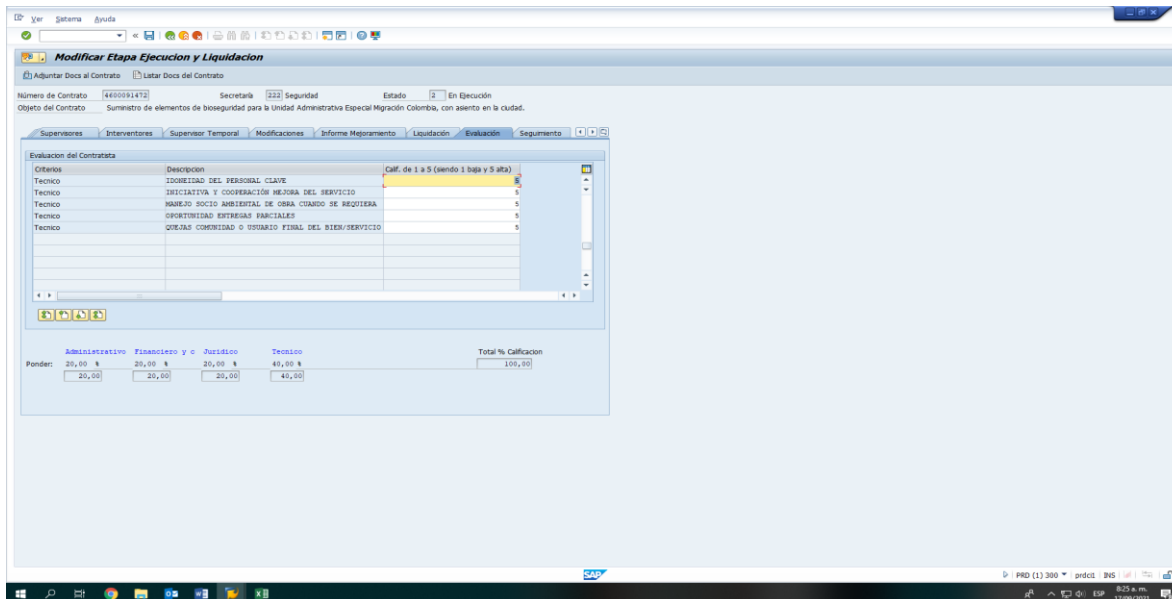 Ver Sistema Ayuda
Modificar Etapa Ejecucion y Liquidacion
Adjuntar Docs al Contrato Listar Docs del Contrato
Número de Contrato 4600091472 Secretaría 222 Seguridad Estado 2 En Ejecución
Objeto del Contrato Suministro de elementos de bioseguridad para la Unidad Administrativa Especial Migración Colombia, con asiento en la ciudad.
Supervisores Interventores Supervisor Temporal Modificaciones Informe Mejoramiento Liquidación Evaluación Seguimiento
Evaluacion del Contratista
Criterios Descripcion Calif. de 1 a 5 (siendo 1 baja y 5 alta)
Tecnico IDONEIDAD DEL PERSONAL CLAVE 5
Tecnico INICIATIVA Y COOPERACIÓN MEJORA DEL SERVICIO 5
Tecnico MANEJO SOCIO AMBIENTAL DE OBRA CUANDO SE REQUIERA 5
Tecnico OPORTUNIDAD ENTREGAS PARCIALES 5
Tecnico QUEJAS COMUNIDAD O USUARIO FINAL DEL BIEN/SERVICIO 5
Administrativo Financiero y c Juridico Tecnico Total % Calificacion
Ponder: 20,00 % 20,00 % 20,00 % 40,00 % 100,00
20,00 20,00 20,00 40,00
SAP
PRD (1) 300 prdci1 INS
ESP 8:25 a. m.
17/09/2021